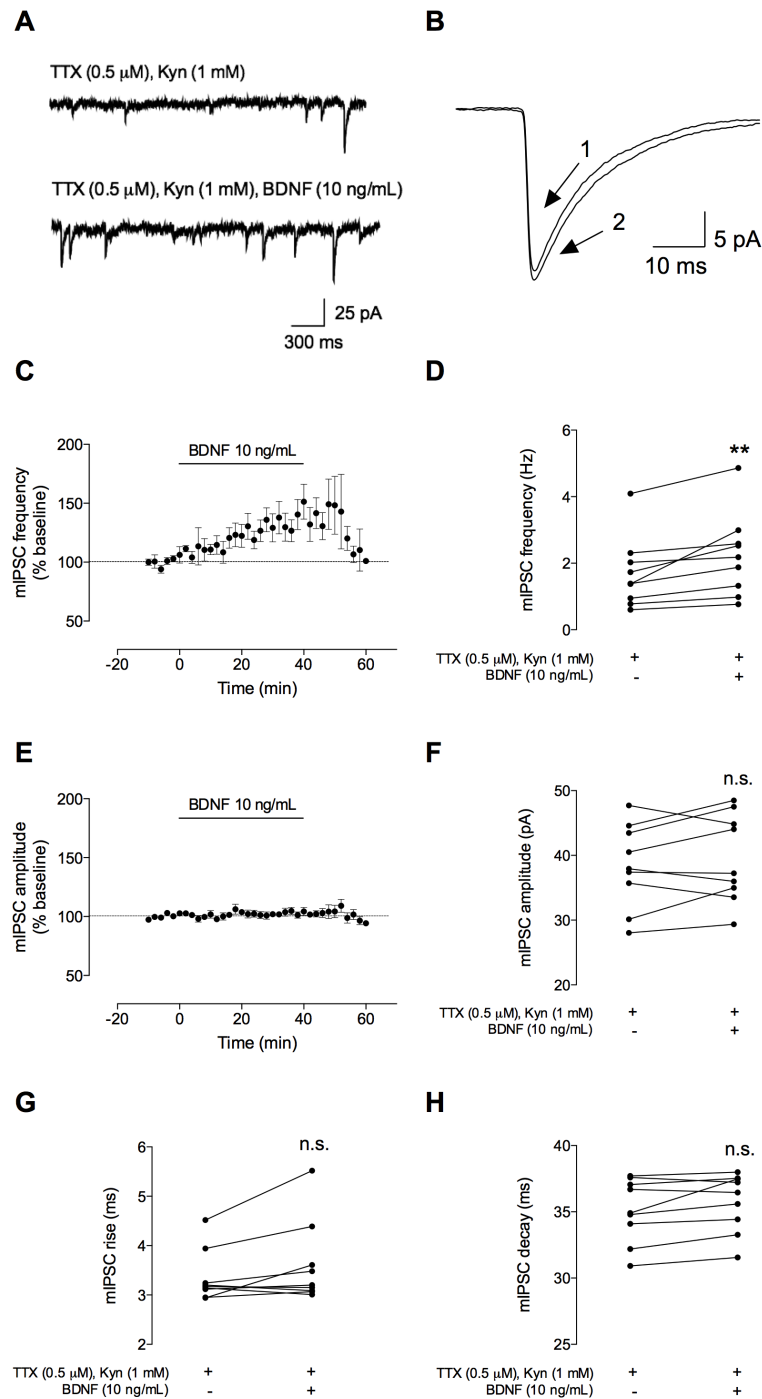 A
TTX (0.5 μM), Kyn (1 mM)
TTX (0.5 μM), Kyn (1 mM), BDNF (10 ng/mL)
25 pA
300 ms
B
1
2
5 pA
10 ms
C
BDNF 10 ng/mL
mIPSC frequency
(% baseline)
200
150
100
50
-20 0 20 40 60
Time (min)
D
**
mIPSC frequency (Hz)
6
4
2
0
TTX (0.5 μM), Kyn (1 mM) + +
BDNF (10 ng/mL) - +
E
BDNF 10 ng/mL
mIPSC amplitude
(% baseline)
200
150
100
50
-20 0 20 40 60
Time (min)
F
n.s.
mIPSC amplitude (pA)
50
40
30
20
TTX (0.5 μM), Kyn (1 mM) + +
BDNF (10 ng/mL) - +
G
n.s.
mIPSC rise (ms)
6
5
4
3
2
TTX (0.5 μM), Kyn (1 mM) + +
BDNF (10 ng/mL) - +
H
n.s.
mIPSC decay (ms)
40
35
30
25
TTX (0.5 μM), Kyn (1 mM) + +
BDNF (10 ng/mL) - +